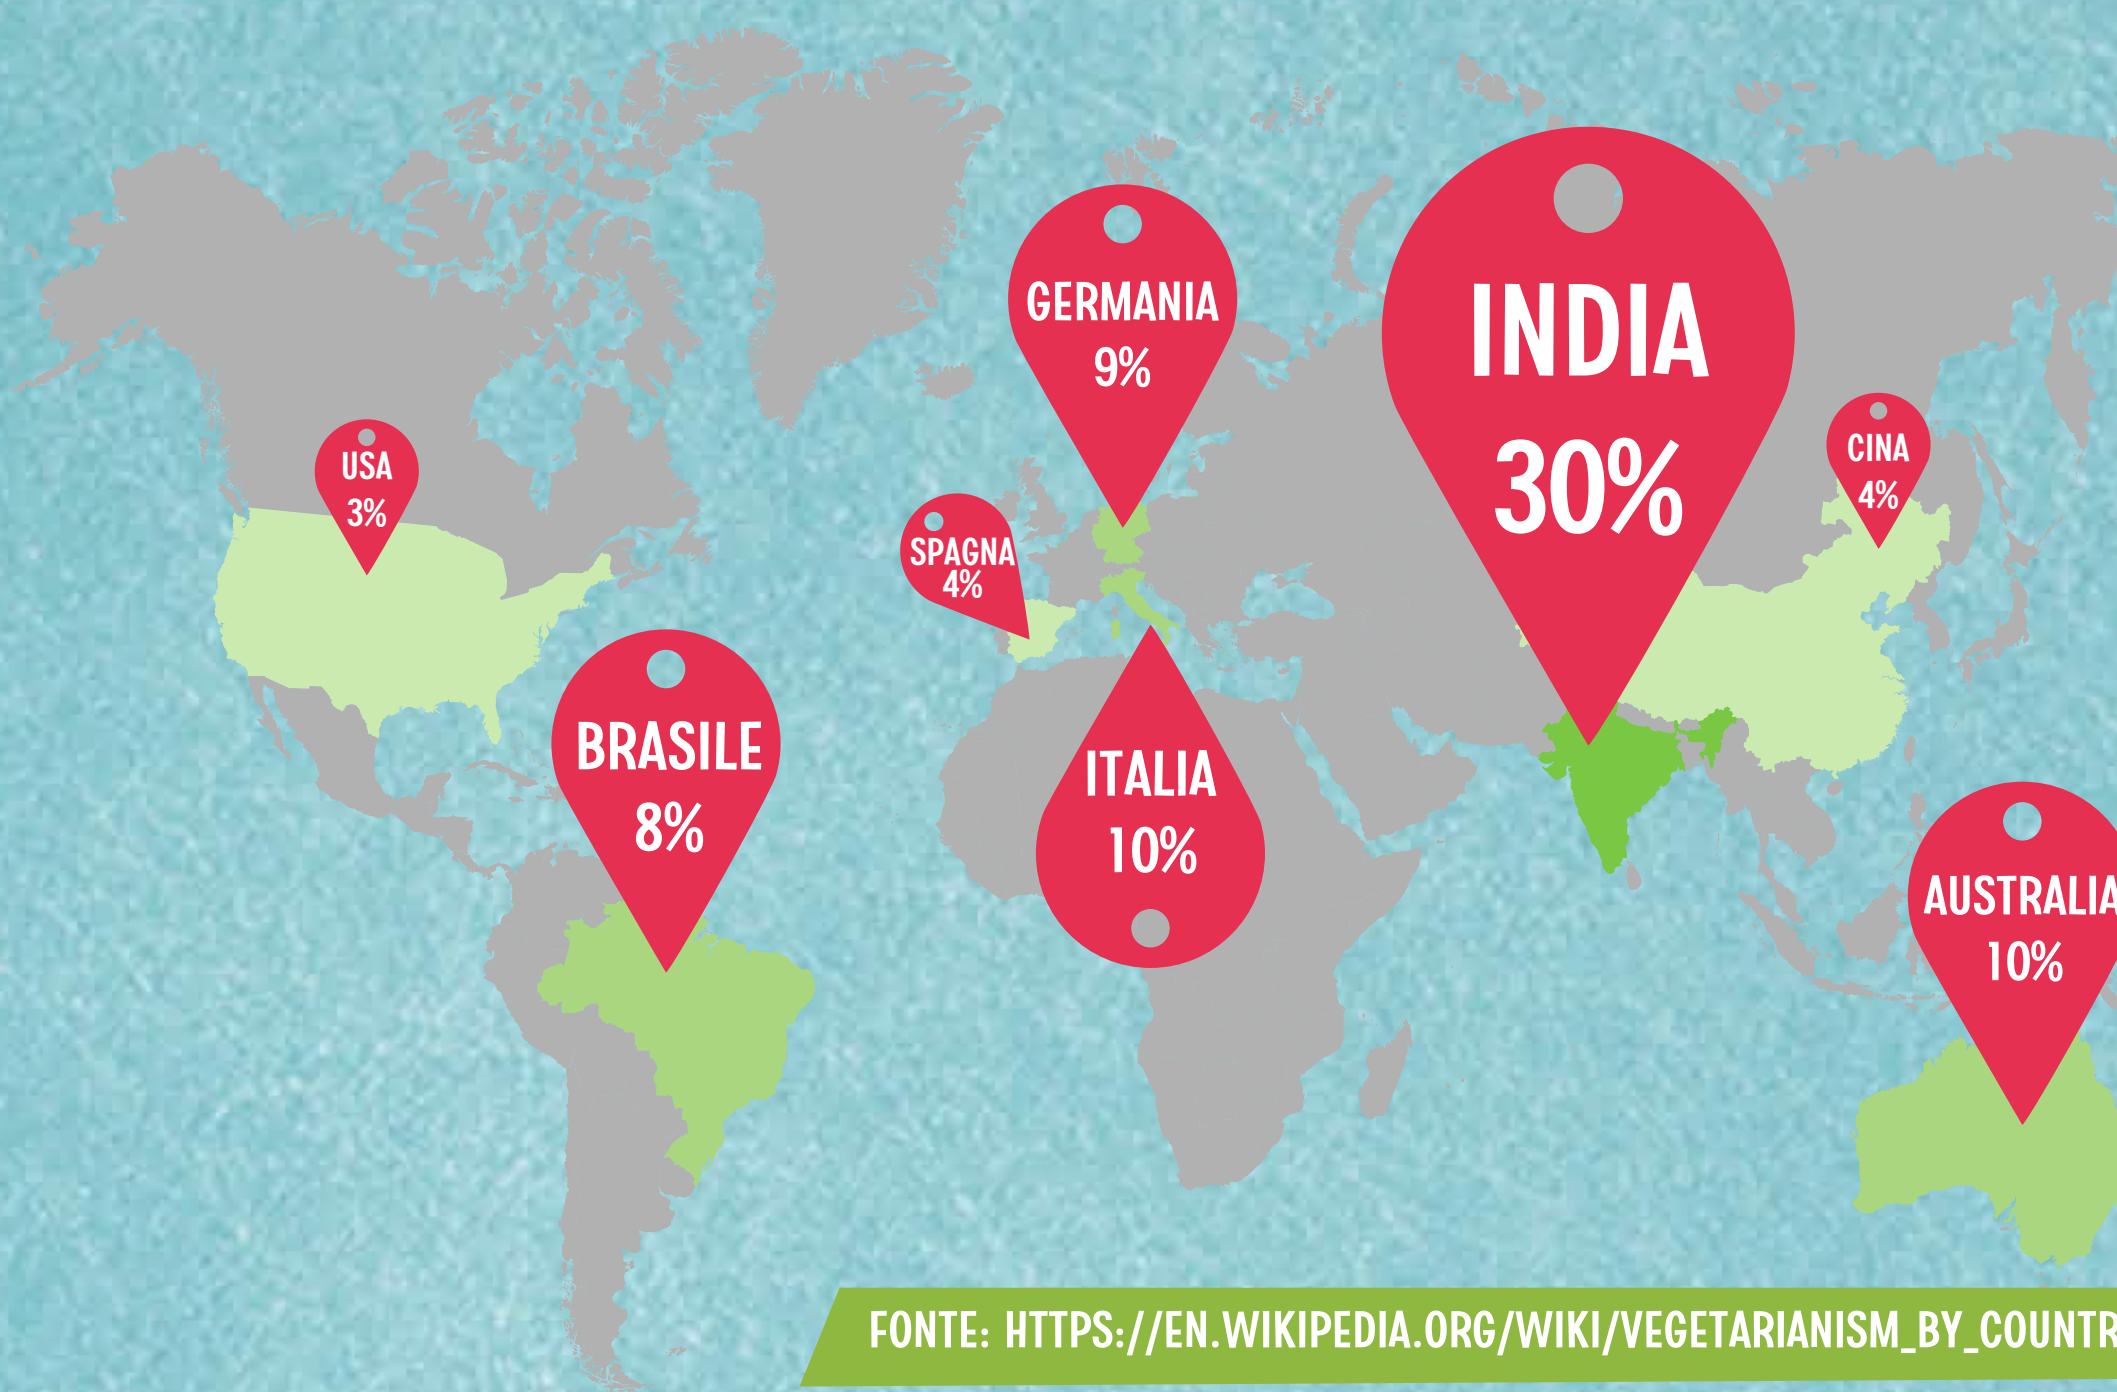 GERMANIA
9%
INDIA
30%
USA
3%
CINA
4%
SPAGNA
4%
BRASILE
8%
ITALIA
10%
AUSTRALIA
10%
FONTE: HTTPS://EN.WIKIPEDIA.ORG/WIKI/VEGETARIANISM_BY_COUNTR